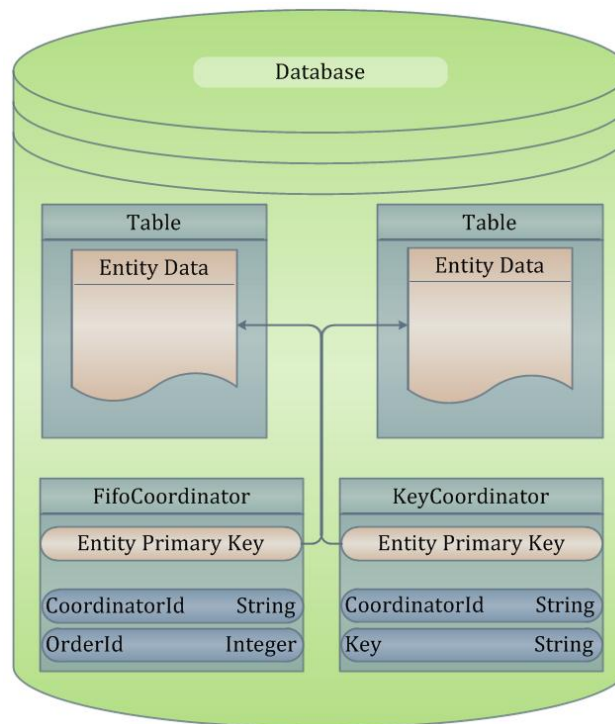 Database
Table
Entity Data
Table
Entity Data
FifoCoordinator
Entity Primary Key
CoordinatorId String
OrderId Integer
KeyCoordinator
Entity Primary Key
CoordinatorId String
Key String